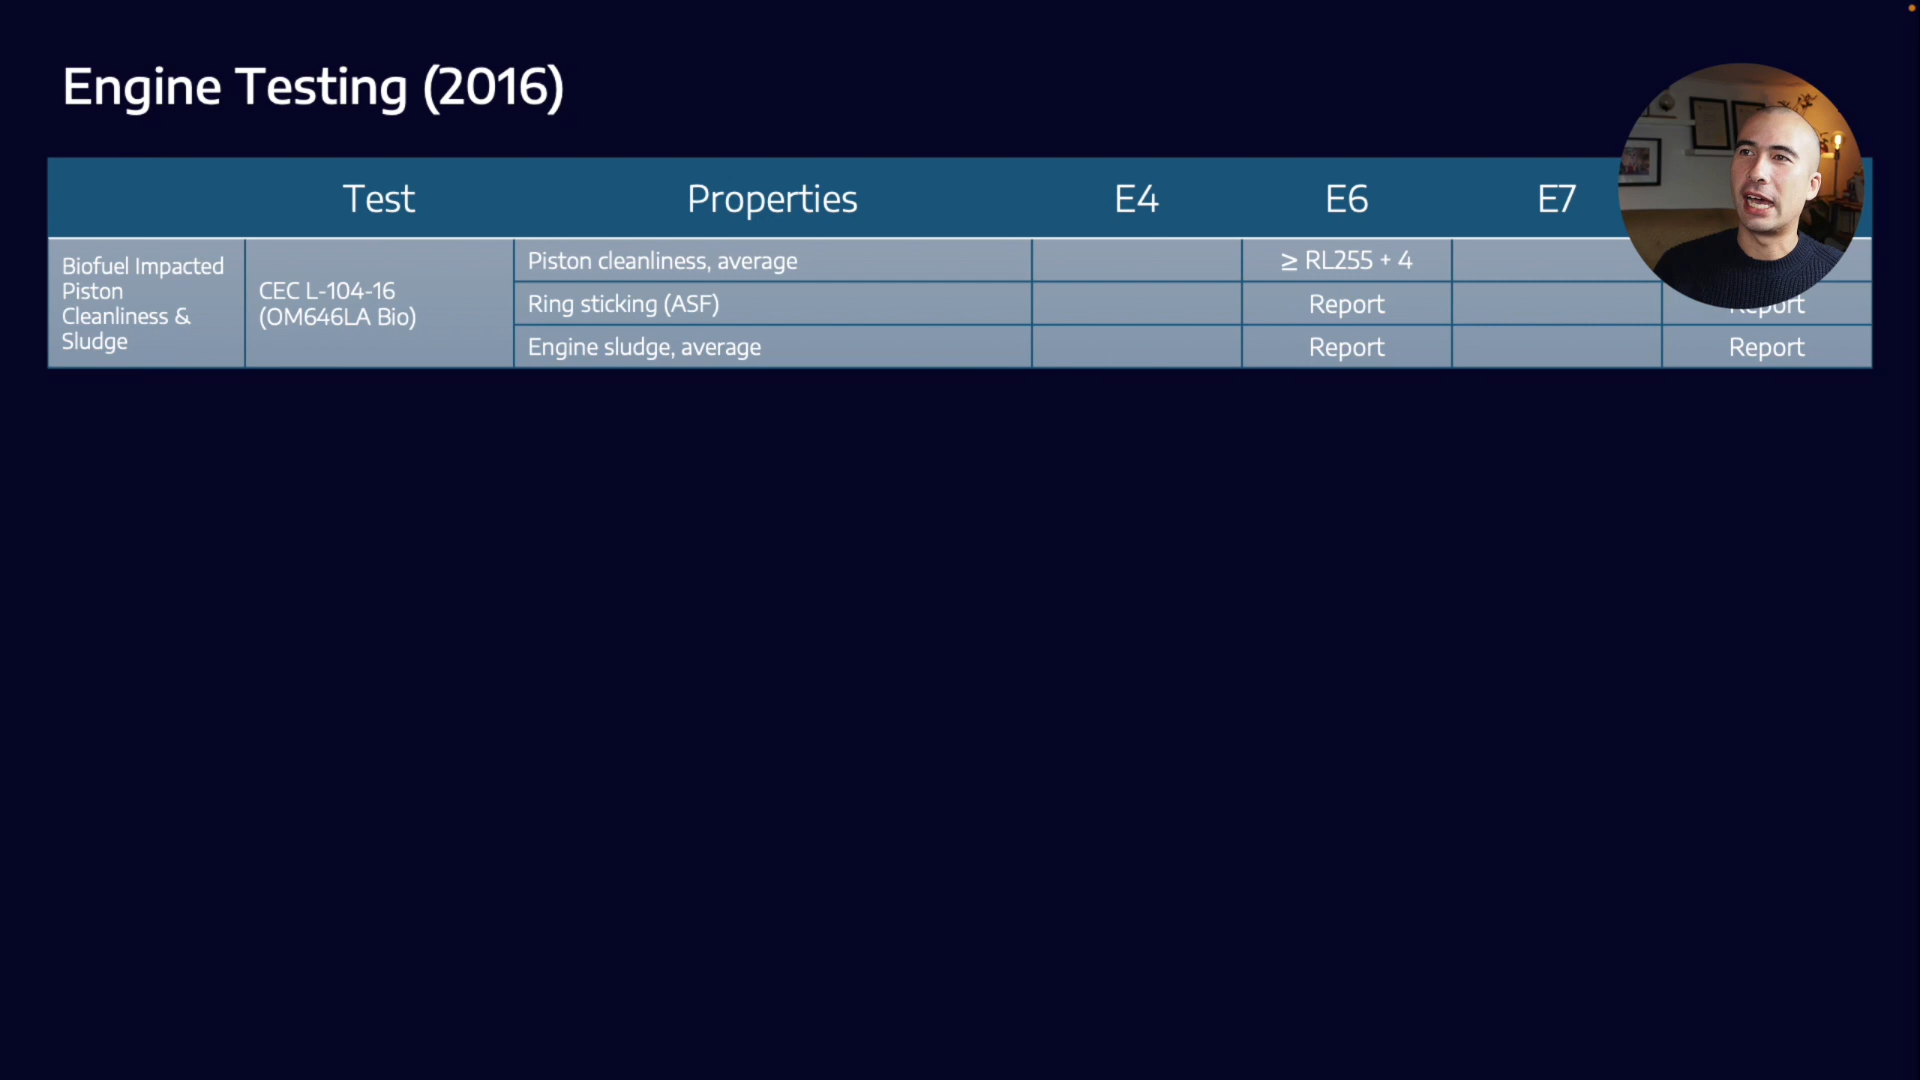 Engine Testing (2016)
Test Properties E4 E6 E7
Biofuel Impacted
Piston
Cleanliness &
Sludge
CEC L-104-16
(OM646LA Bio)
Piston cleanliness, average ≥ RL255 + 4
Ring sticking (ASF) Report Report
Engine sludge, average Report Report